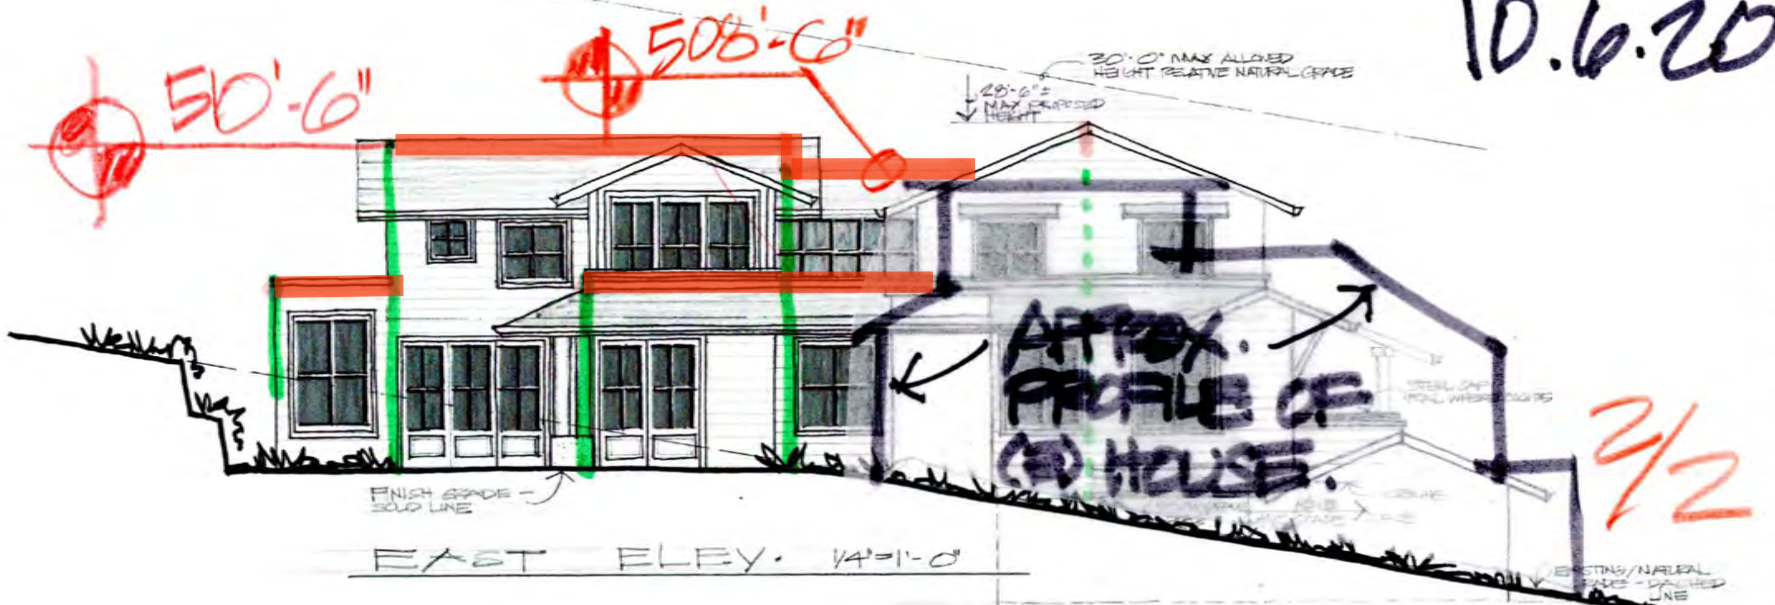 10.6.20
510'-6"
508'-6"
30'-0" MAX ALLOWED
HEIGHT RELATIVE NATURAL GRADE
28'-6"±
MAX PROPOSED
HEIGHT
APPROX.
PROFILE OF
(E) HOUSE.
STEEL CAP
2/2
FINISH GRADE -
SOLID LINE
EAST ELEV. 1/4"=1'-0"
EXISTING/NATURAL
GRADE - DASHED
LINE